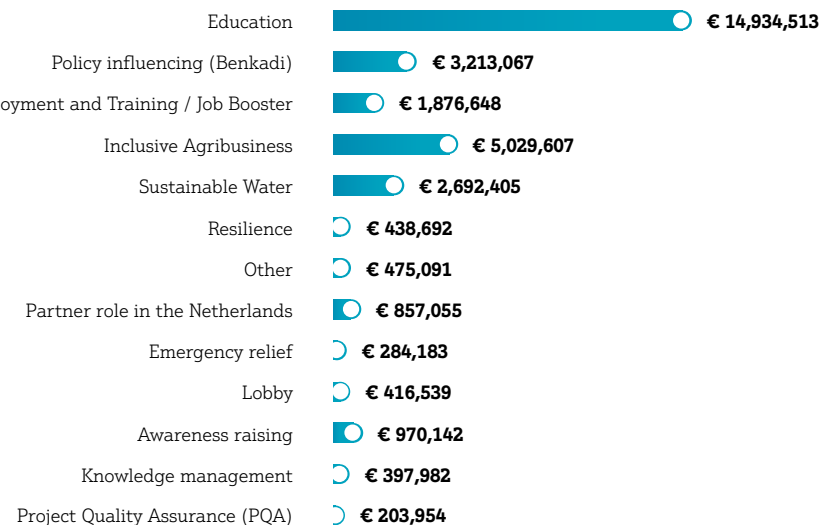 Education € 14,934,513
Policy influencing (Benkadi) € 3,213,067
and Training / Job Booster € 1,876,648
Inclusive Agribusiness € 5,029,607
Sustainable Water € 2,692,405
Resilience € 438,692
Other € 475,091
Partner role in the Netherlands € 857,055
Emergency relief € 284,183
Lobby € 416,539
Awareness raising € 970,142
Knowledge management € 397,982
Project Quality Assurance (PQA) € 203,954